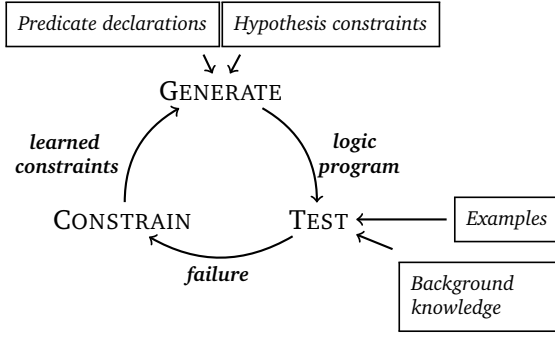 Predicate declarations
Hypothesis constraints
GENERATE
learned
constraints
logic
program
CONSTRAIN
TEST
Examples
failure
Background
knowledge